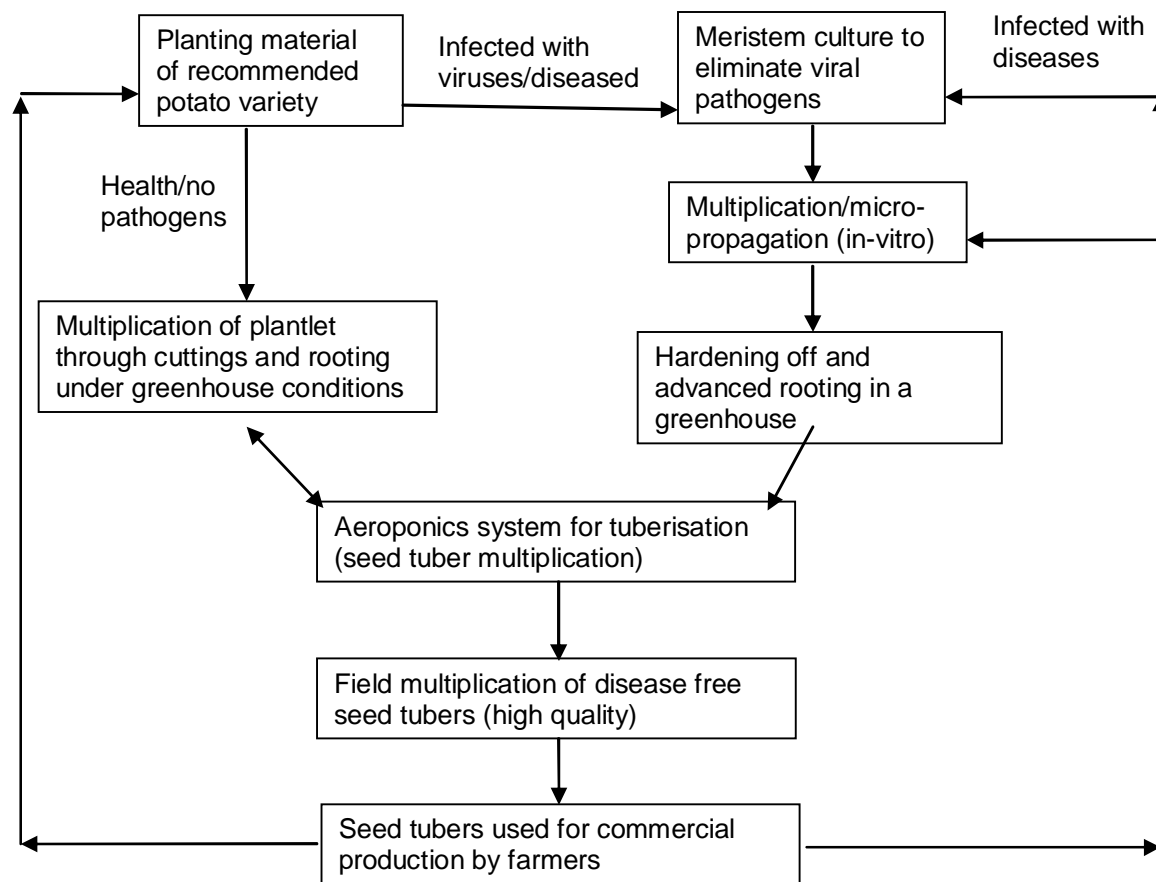 Planting material
of recommended
potato variety
Infected with
viruses/diseased
Meristem culture to
eliminate viral
pathogens
Infected with
diseases
Health/no
pathogens
Multiplication/micro-
propagation (in-vitro)
Multiplication of plantlet
through cuttings and rooting
under greenhouse conditions
Hardening off and
advanced rooting in a
greenhouse
Aeroponics system for tuberisation
(seed tuber multiplication)
Field multiplication of disease free
seed tubers (high quality)
Seed tubers used for commercial
production by farmers